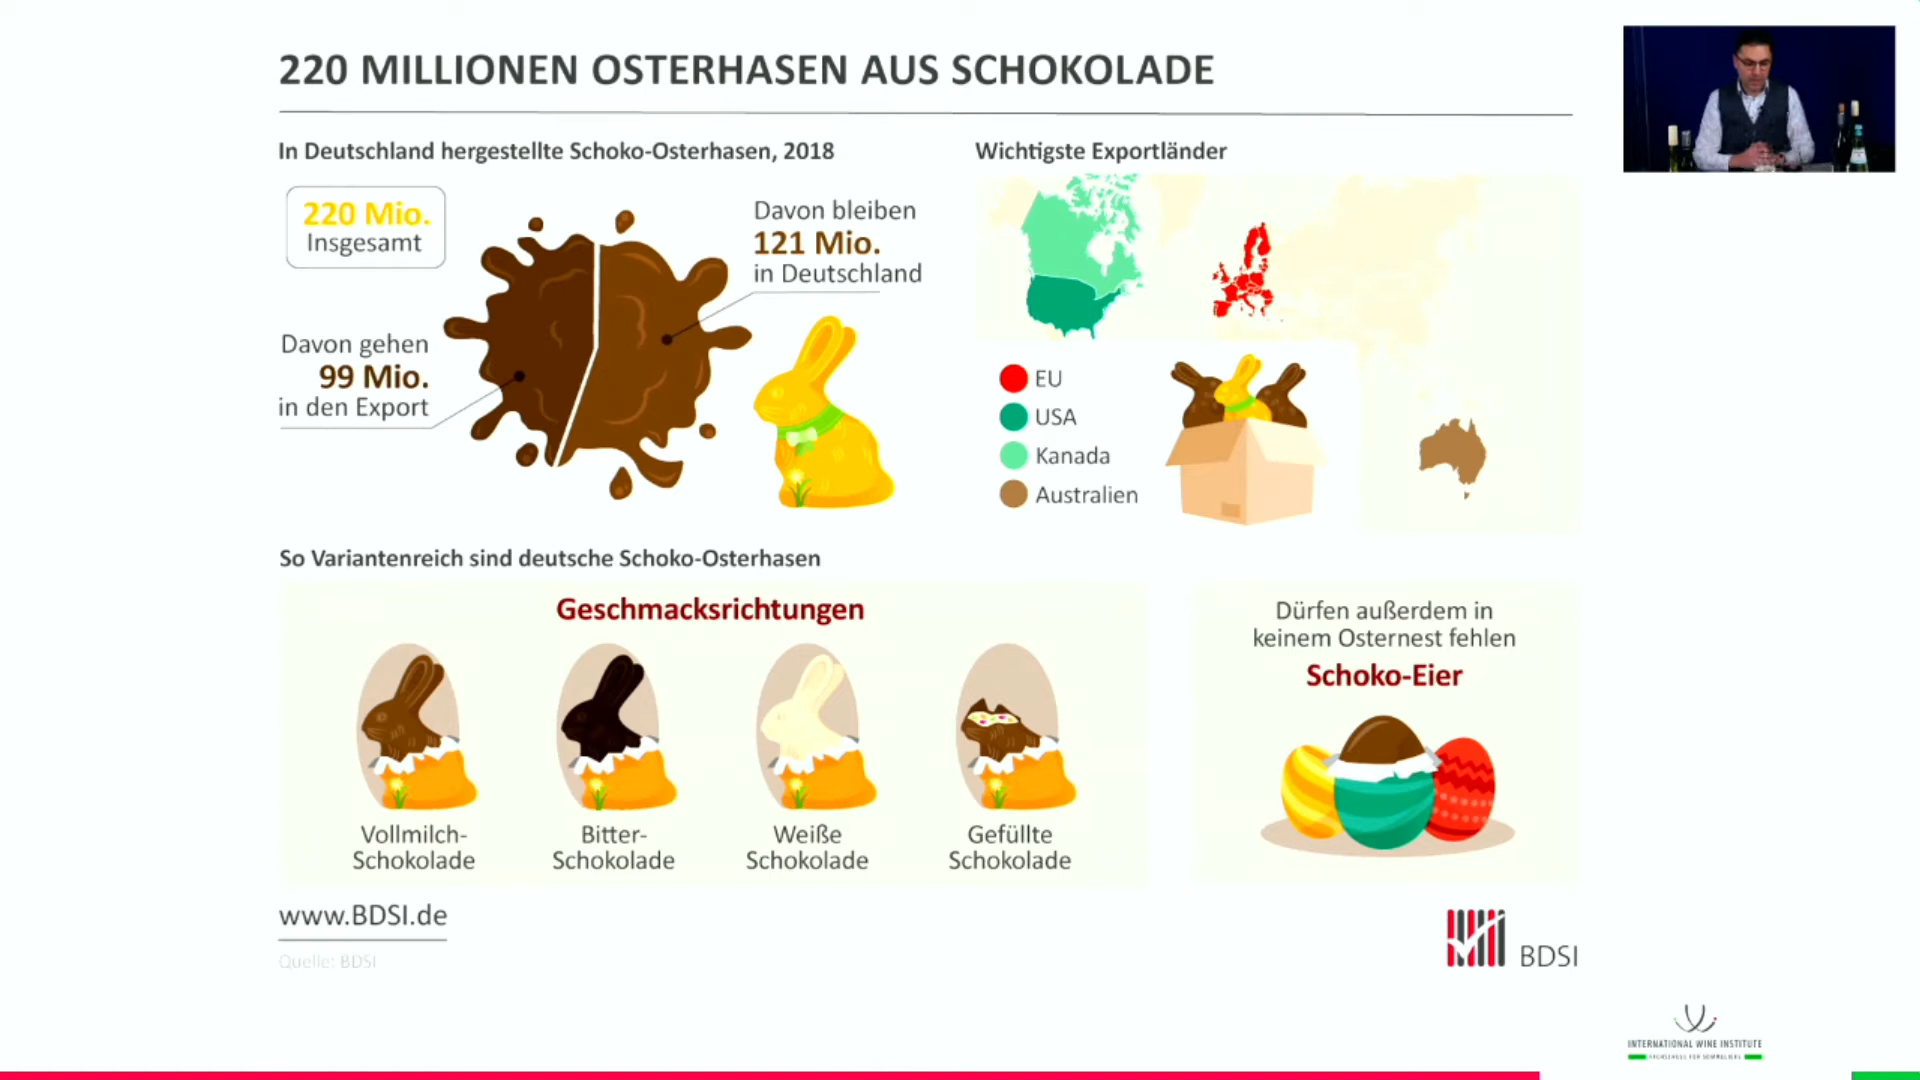 220 MILLIONEN OSTERHASEN AUS SCHOKOLADE
In Deutschland hergestellte Schoko-Osterhasen, 2018
220 Mio.
Insgesamt
Davon bleiben
121 Mio.
in Deutschland
Davon gehen
99 Mio.
in den Export
Wichtigste Exportländer
EU
USA
Kanada
Australien
So Variantenreich sind deutsche Schoko-Osterhasen
Geschmacksrichtungen
Vollmilch-
Schokolade
Bitter-
Schokolade
Weiße
Schokolade
Gefüllte
Schokolade
Dürfen außerdem in
keinem Osternest fehlen
Schoko-Eier
www.BDSI.de
Quelle: BDSI
BDSI
INTERNATIONAL WINE INSTITUTE
FACHSCHULE FÜR SOMMELIERS